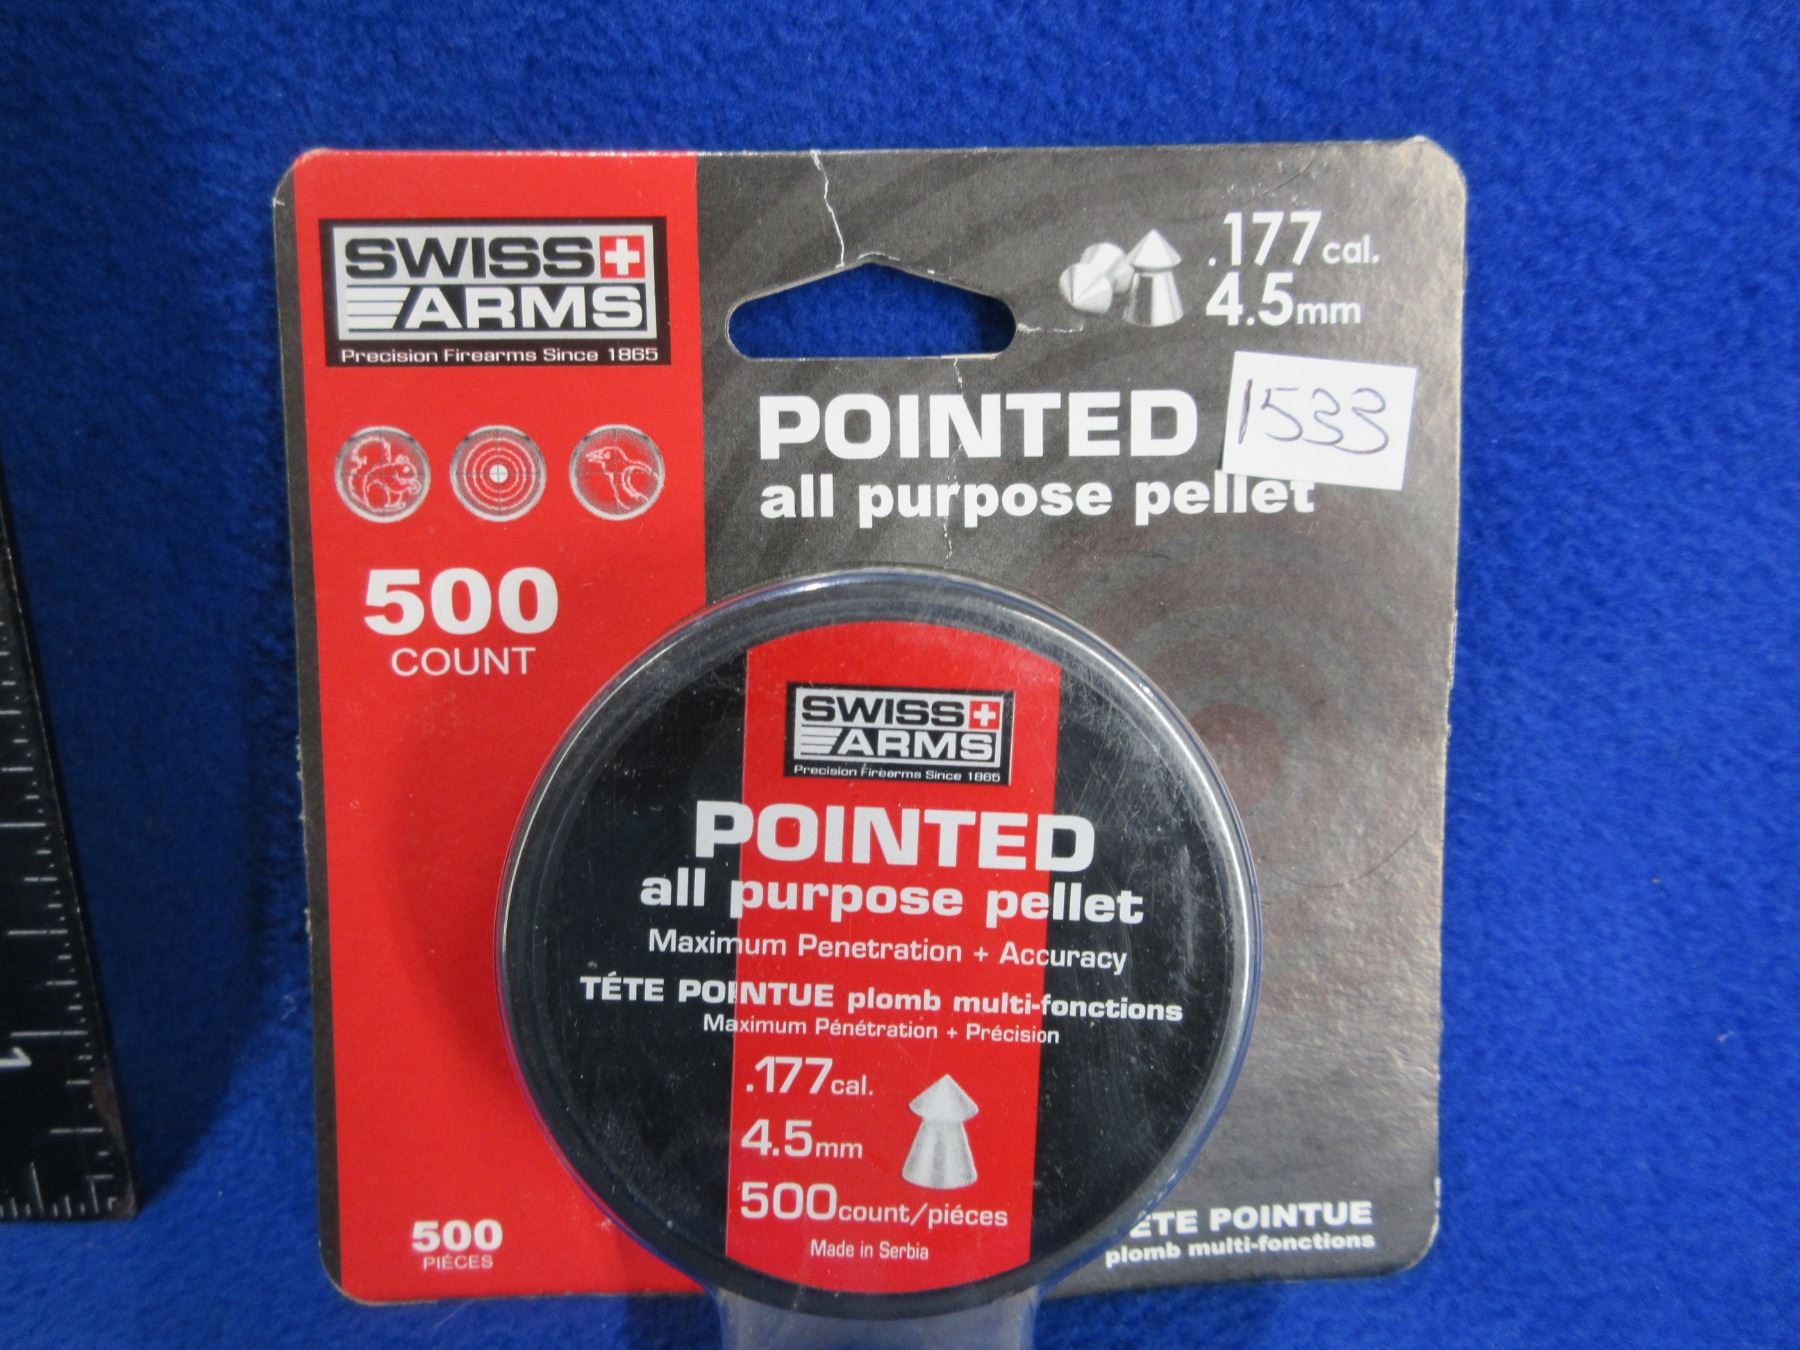 SWISS ARMS
Precision Firearms Since 1865
.177 cal.
4.5mm
POINTED
1533
all purpose pellet
500
COUNT
SWISS ARMS
Precision Firearms Since 1865
POINTED
all purpose pellet
Maximum Penetration + Accuracy
TÉTE POINTUE plomb multi-fonctions
Maximum Pénétration + Précision
.177cal.
4.5mm
500count/piéces
Made in Serbia
500
PIÉCES
ÉTE POINTUE
plomb multi-fonctions
1